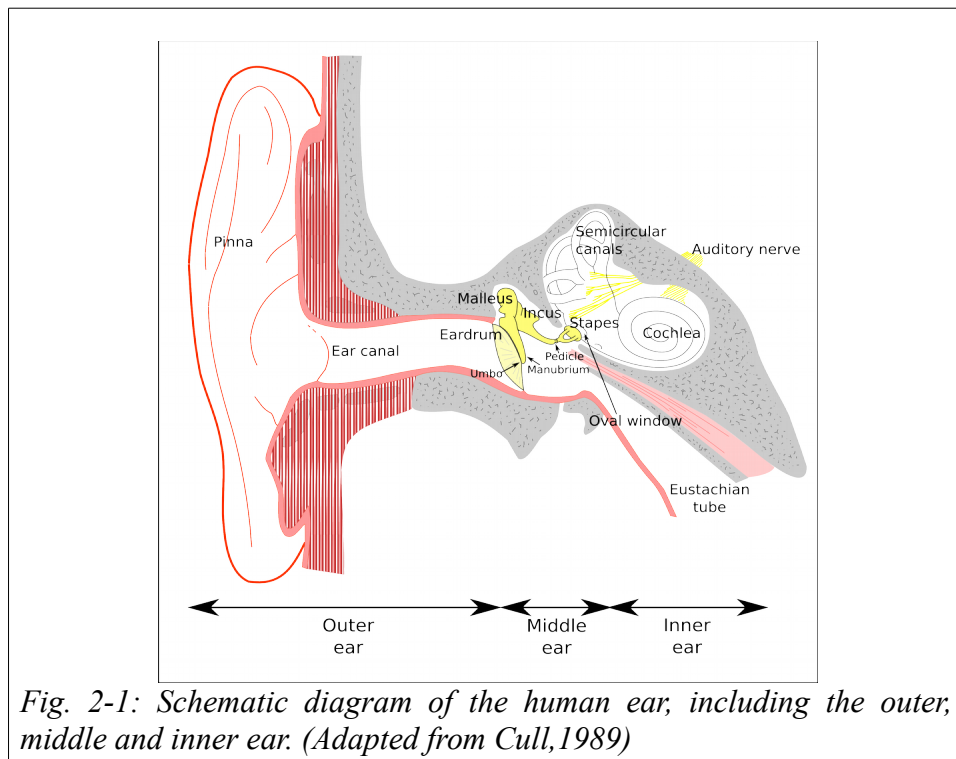 Semicircular
canals
Auditory nerve
Pinna
Malleus
Incus
Stapes
Cochlea
Eardrum
Ear canal
Pedicle
Manubrium
Umbo
Oval window
Eustachian
tube
Outer
ear
Middle
ear
Inner
ear
Fig. 2-1: Schematic diagram of the human ear, including the outer,
middle and inner ear. (Adapted from Cull,1989)